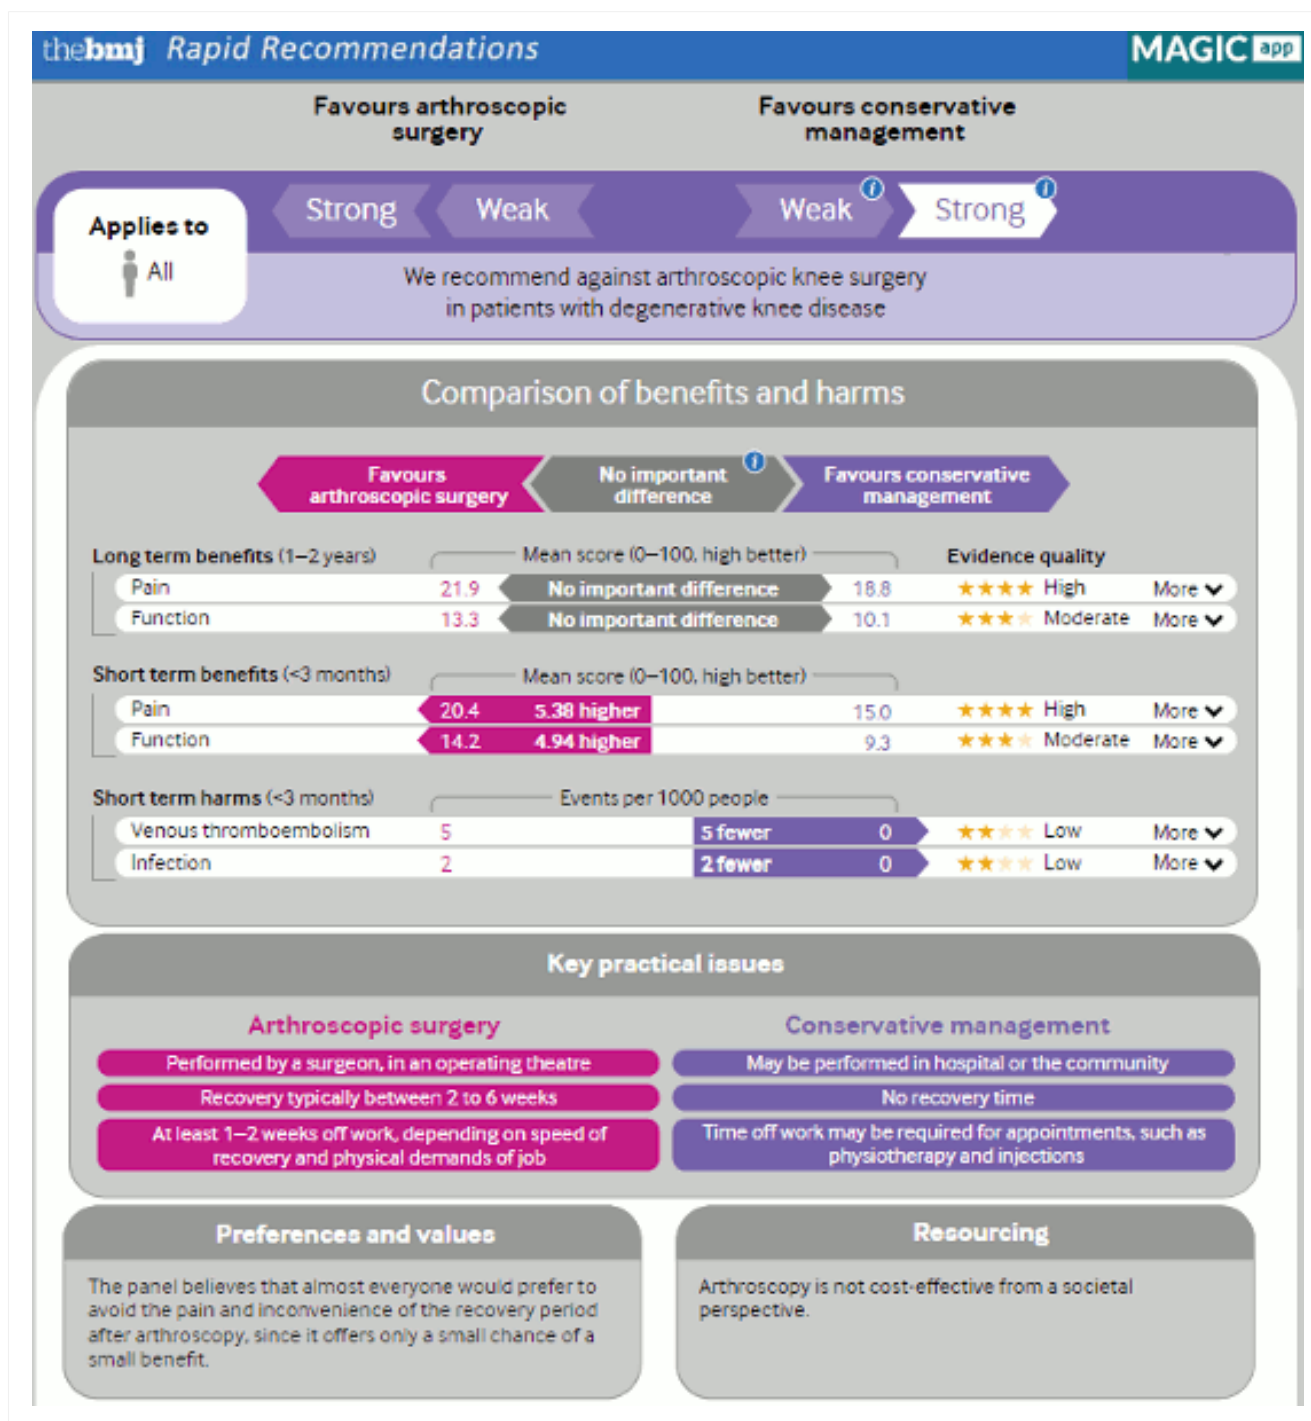 thebmj Rapid Recommendations
MAGIC app
Favours arthroscopic
surgery
Favours conservative
management
Applies to
All
Strong
Weak
Weak
Strong
We recommend against arthroscopic knee surgery
in patients with degenerative knee disease
Comparison of benefits and harms
Favours
arthroscopic surgery
No important
difference
Favours conservative
management
Long term benefits (1–2 years) Mean score (0–100, high better) Evidence quality
Pain 21.9 No important difference 18.8 High More
Function 13.3 No important difference 10.1 Moderate More
Short term benefits (<3 months) Mean score (0–100, high better)
Pain 20.4 5.38 higher 15.0 High More
Function 14.2 4.94 higher 9.3 Moderate More
Short term harms (<3 months) Events per 1000 people
Venous thromboembolism 5 5 fewer 0 Low More
Infection 2 2 fewer 0 Low More
Key practical issues
Arthroscopic surgery
Performed by a surgeon, in an operating theatre
Recovery typically between 2 to 6 weeks
At least 1–2 weeks off work, depending on speed of
recovery and physical demands of job
Conservative management
May be performed in hospital or the community
No recovery time
Time off work may be required for appointments, such as
physiotherapy and injections
Preferences and values
The panel believes that almost everyone would prefer to
avoid the pain and inconvenience of the recovery period
after arthroscopy, since it offers only a small chance of a
small benefit.
Resourcing
Arthroscopy is not cost-effective from a societal
perspective.